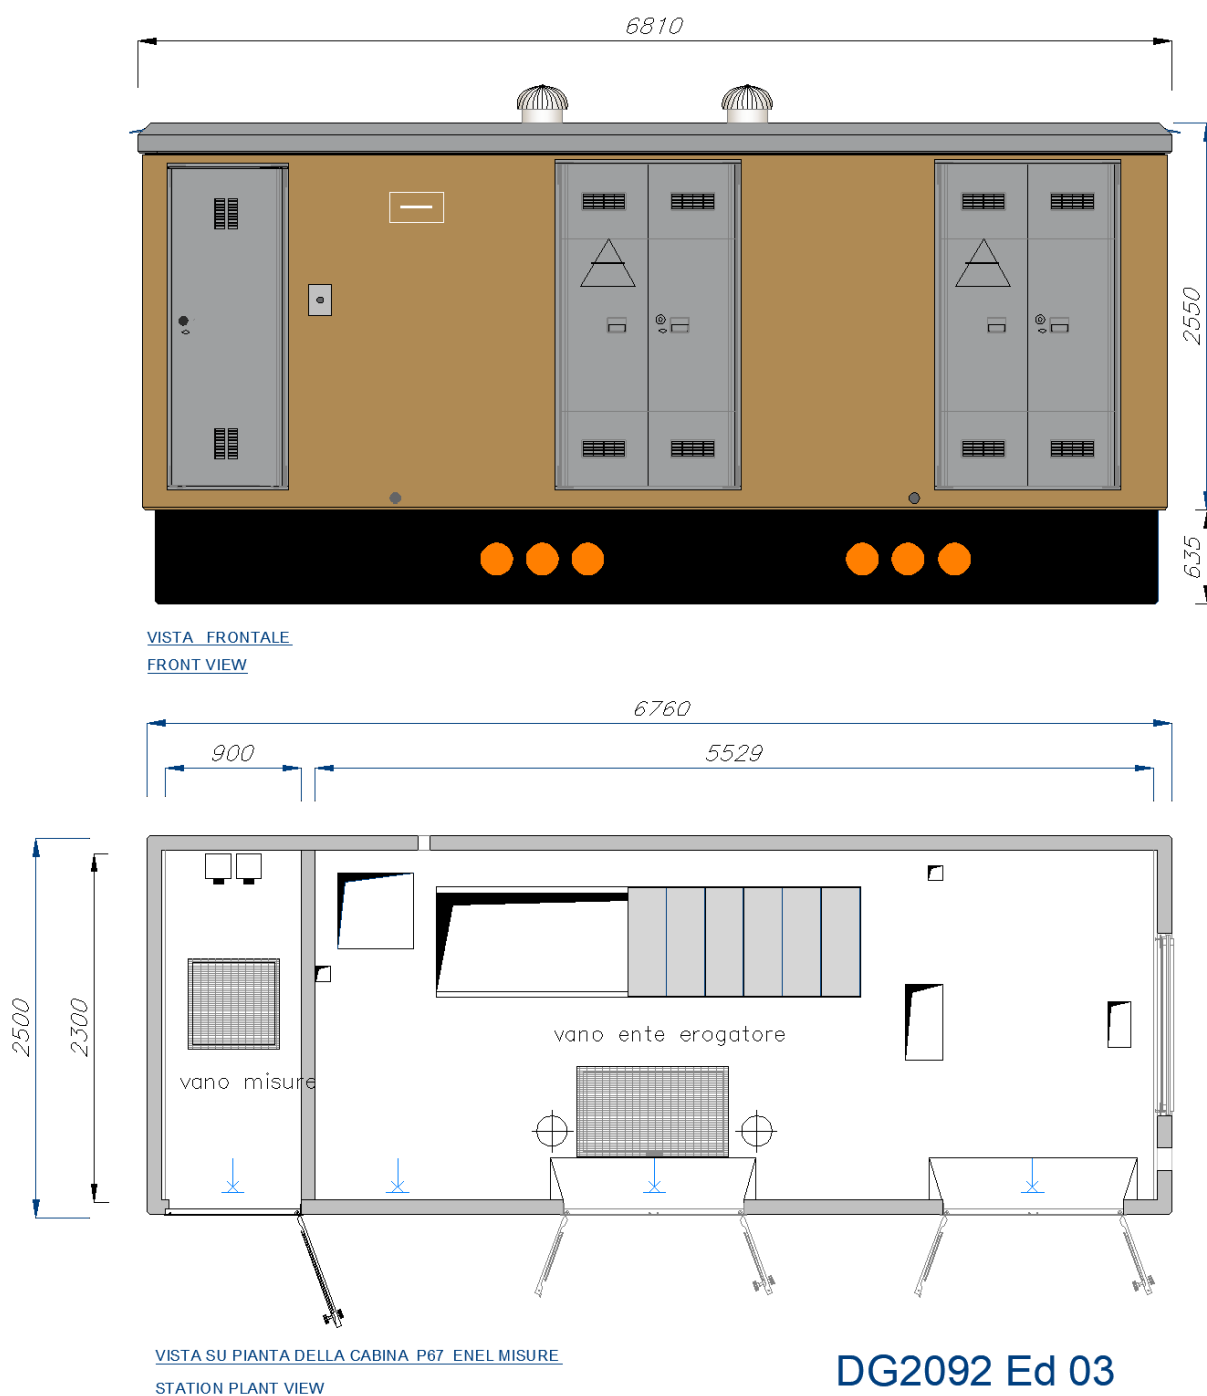 6810
2550
635
VISTA FRONTALE
FRONT VIEW
6760
900
5529
2500
2300
vano ente erogatore
vano misure
VISTA SU PIANTA DELLA CABINA P67 ENEL MISURE
STATION PLANT VIEW
DG2092 Ed 03